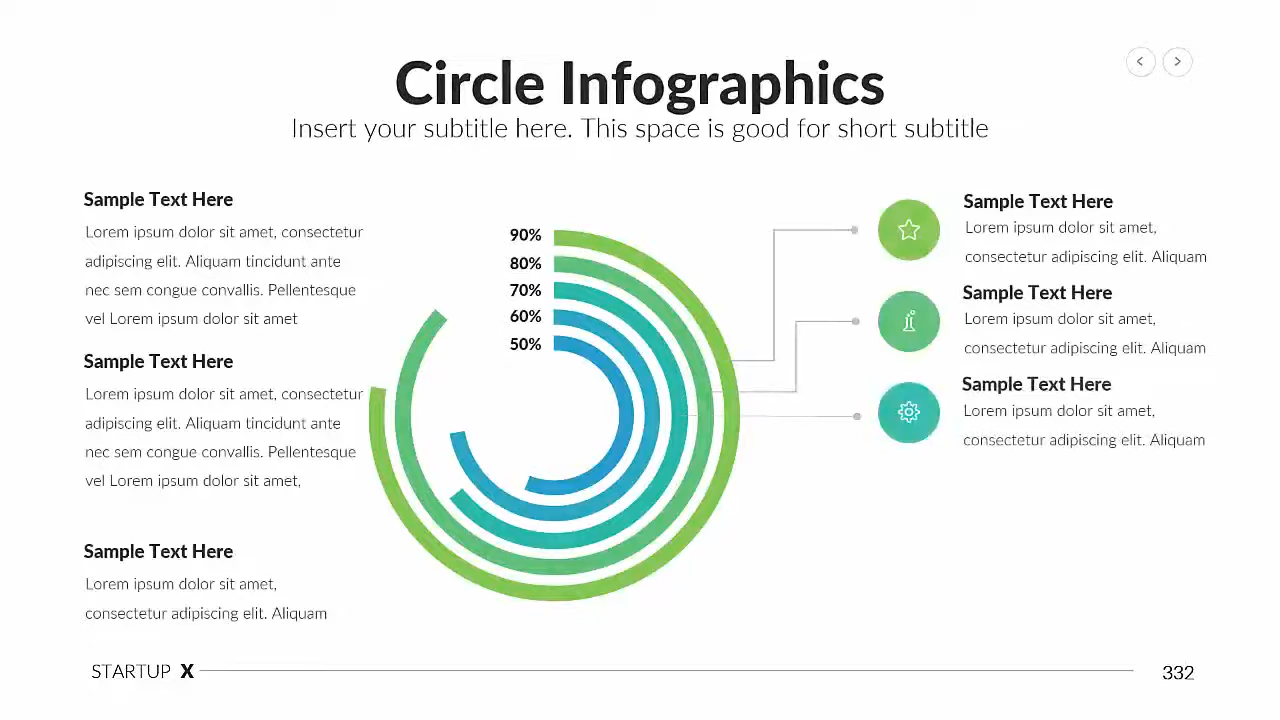 Circle Infographics
Insert your subtitle here. This space is good for short subtitle
Sample Text Here
Lorem ipsum dolor sit amet, consectetur
adipiscing elit. Aliquam tincidunt ante
nec sem congue convallis. Pellentesque
vel Lorem ipsum dolor sit amet
Sample Text Here
Lorem ipsum dolor sit amet, consectetur
adipiscing elit. Aliquam tincidunt ante
nec sem congue convallis. Pellentesque
vel Lorem ipsum dolor sit amet,
Sample Text Here
Lorem ipsum dolor sit amet,
consectetur adipiscing elit. Aliquam
90%
80%
70%
60%
50%
Sample Text Here
Lorem ipsum dolor sit amet,
consectetur adipiscing elit. Aliquam
Sample Text Here
Lorem ipsum dolor sit amet,
consectetur adipiscing elit. Aliquam
Sample Text Here
Lorem ipsum dolor sit amet,
consectetur adipiscing elit. Aliquam
STARTUP X
332